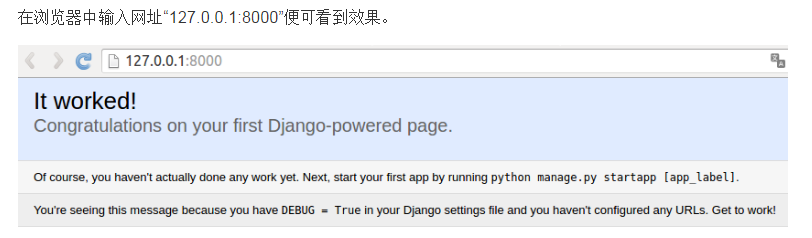 在浏览器中输入网址“127.0.0.1:8000”便可看到效果。
127.0.0.1:8000
It worked!
Congratulations on your first Django-powered page.
Of course, you haven't actually done any work yet. Next, start your first app by running python manage.py startapp [app_label].
You're seeing this message because you have DEBUG = True in your Django settings file and you haven't configured any URLs. Get to work!